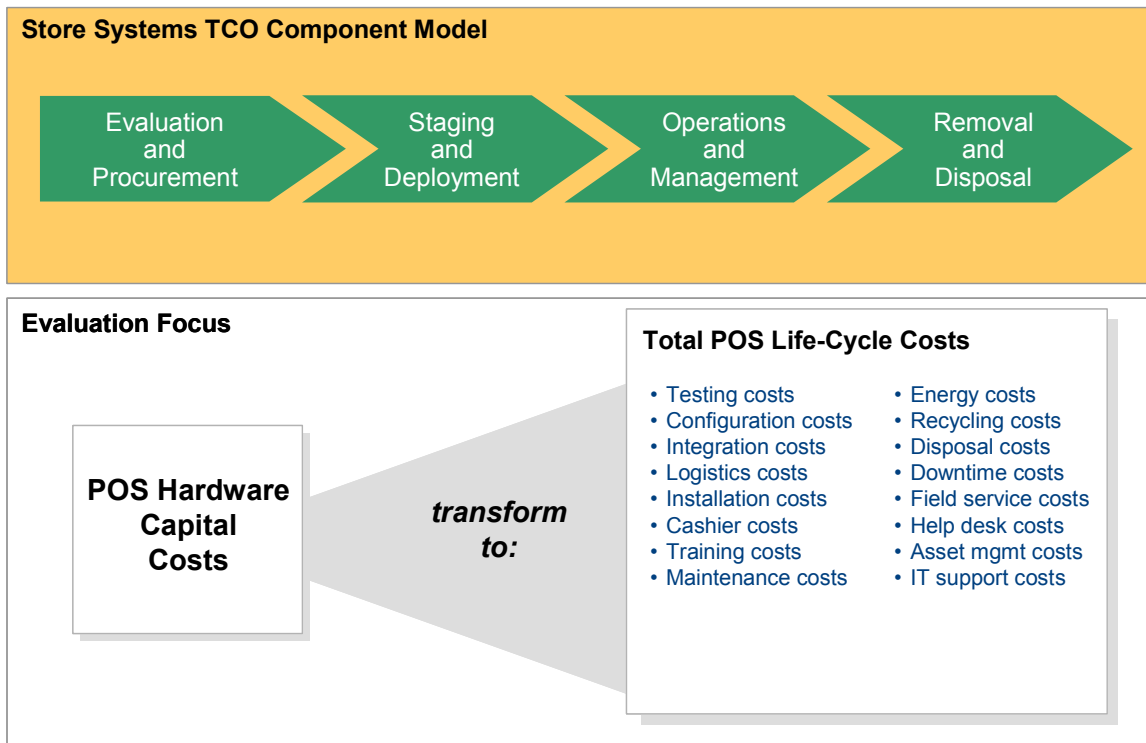 Store Systems TCO Component Model
Evaluation
and
Procurement
Staging
and
Deployment
Operations
and
Management
Removal
and
Disposal
Evaluation Focus
POS Hardware
Capital
Costs
transform
to:
Total POS Life-Cycle Costs
• Testing costs
• Configuration costs
• Integration costs
• Logistics costs
• Installation costs
• Cashier costs
• Training costs
• Maintenance costs
• Energy costs
• Recycling costs
• Disposal costs
• Downtime costs
• Field service costs
• Help desk costs
• Asset mgmt costs
• IT support costs